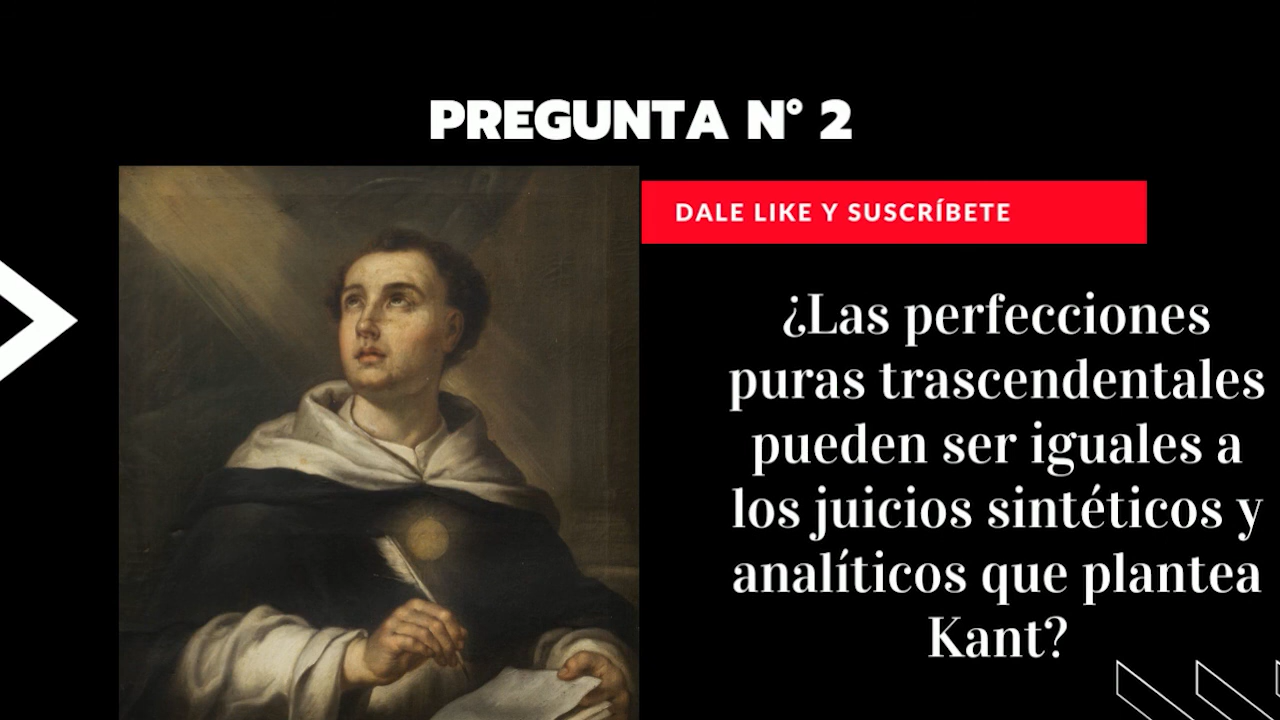 PREGUNTA N° 2
DALE LIKE Y SUSCRÍBETE
¿Las perfecciones
puras trascendentales
pueden ser iguales a
los juicios sintéticos y
analíticos que plantea
Kant?